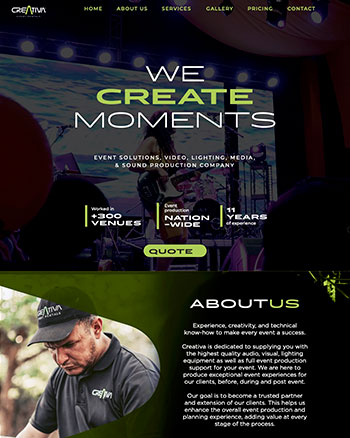 CREATIVA
HOME ABOUT US SERVICES GALLERY PRICING CONTACT
WE
CREATE
MOMENTS
EVENT SOLUTIONS, VIDEO, LIGHTING, MEDIA,
& SOUND PRODUCTION COMPANY
Worked in
+300
VENUES
Event
production
NATION
-WIDE
11
YEARS
of experience
QUOTE
ABOUTUS
Experience, creativity, and technical
know-how to make every event a success.
Creativa is dedicated to supplying you with
the highest quality audio, visual, lighting
equipment as well as full event production
support for your event. We are here to
produce exceptional event experiences for
our clients, before, during and post event.
Our goal is to become a trusted partner
and extension of our clients. This helps us
enhance the overall event production and
planning experience, adding value at every
stage of the process.
CREATIVA
CREATIVA